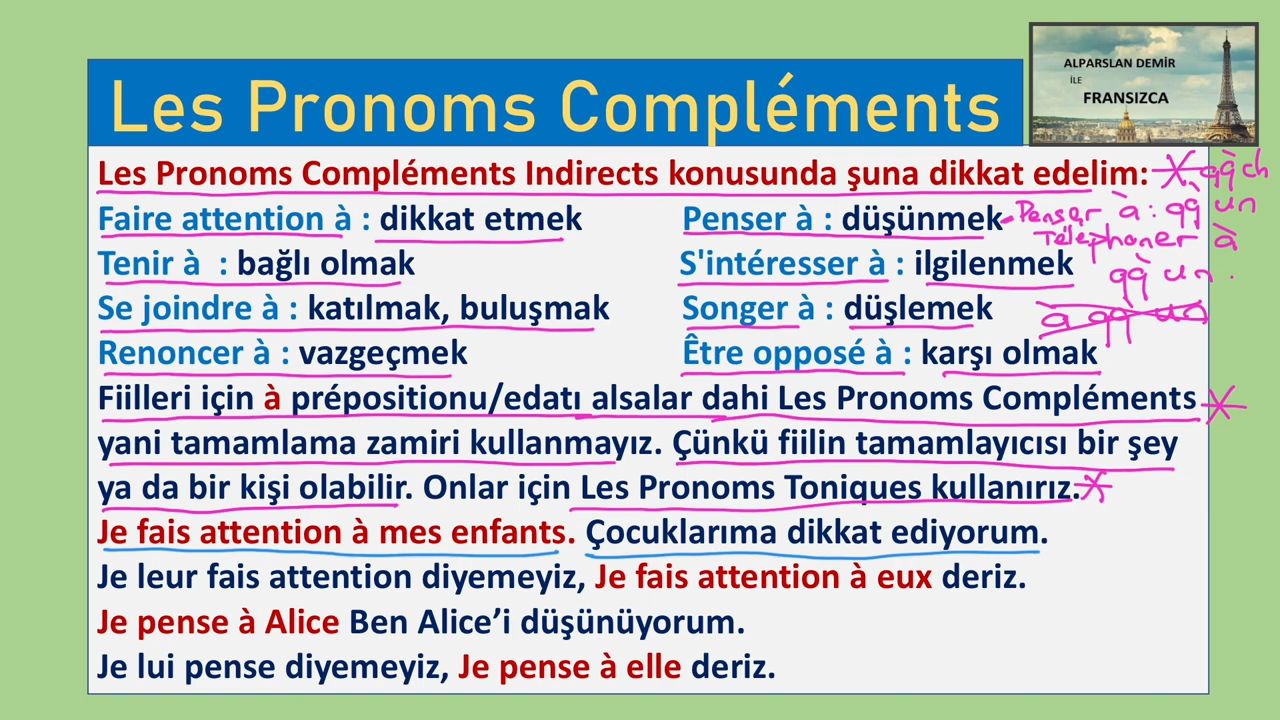 ALPARSLAN DEMİR
İLE
FRANSIZCA
Les Pronoms Compléments
Les Pronoms Compléments Indirects konusunda şuna dikkat edelim:
Faire attention à : dikkat etmek
Penser à : düşünmek
Tenir à : bağlı olmak
S'intéresser à : ilgilenmek
Se joindre à : katılmak, buluşmak
Songer à : düşlemek
Renoncer à : vazgeçmek
Être opposé à : karşı olmak
qq ch
Penser à : qq un
Téléphoner à
qq un.
à qq un
Fiilleri için à prépositionu/edatı alsalar dahi Les Pronoms Compléments
yani tamamlama zamiri kullanmayız. Çünkü fiilin tamamlayıcısı bir şey
ya da bir kişi olabilir. Onlar için Les Pronoms Toniques kullanırız.
Je fais attention à mes enfants. Çocuklarıma dikkat ediyorum.
Je leur fais attention diyemeyiz, Je fais attention à eux deriz.
Je pense à Alice Ben Alice’i düşünüyorum.
Je lui pense diyemeyiz, Je pense à elle deriz.